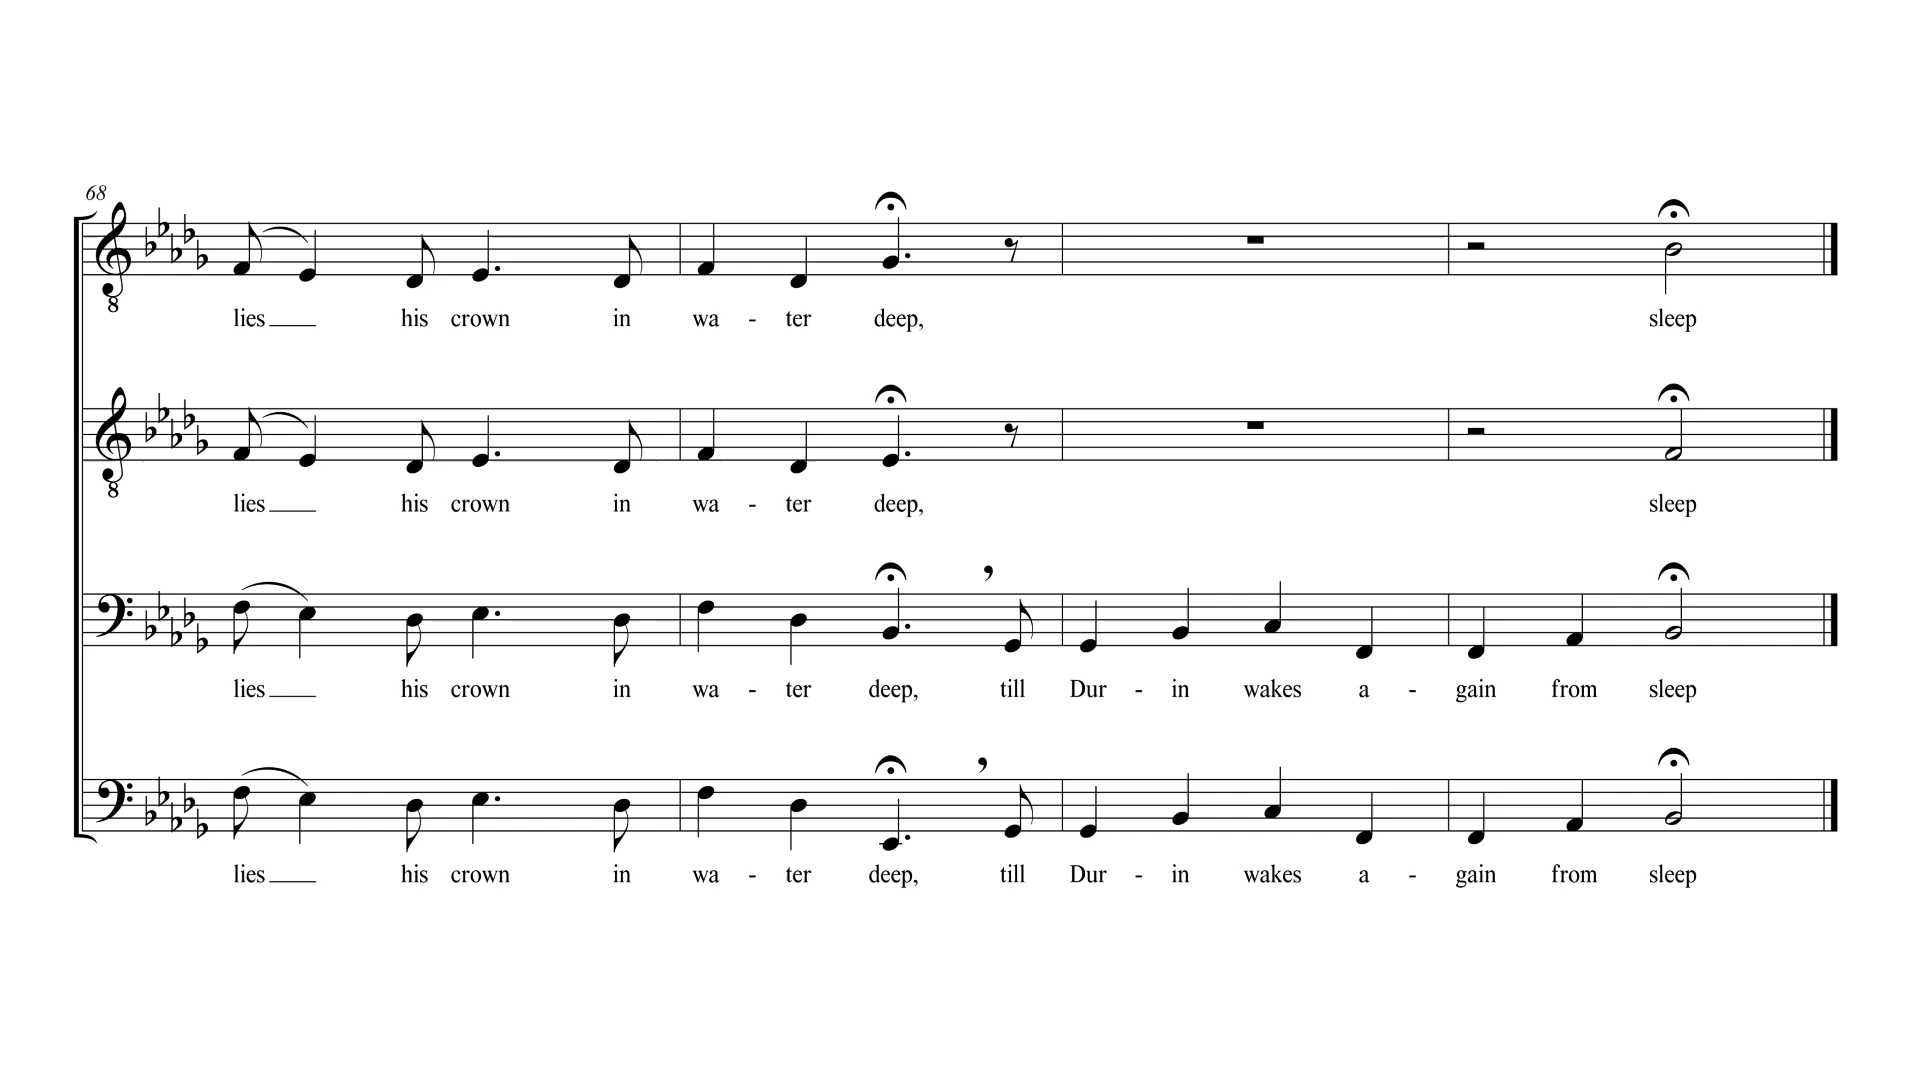 68
8
lies his crown in wa - ter deep, sleep
8
lies his crown in wa - ter deep, sleep
lies his crown in wa - ter deep, till Dur - in wakes a - gain from sleep
lies his crown in wa - ter deep, till Dur - in wakes a - gain from sleep